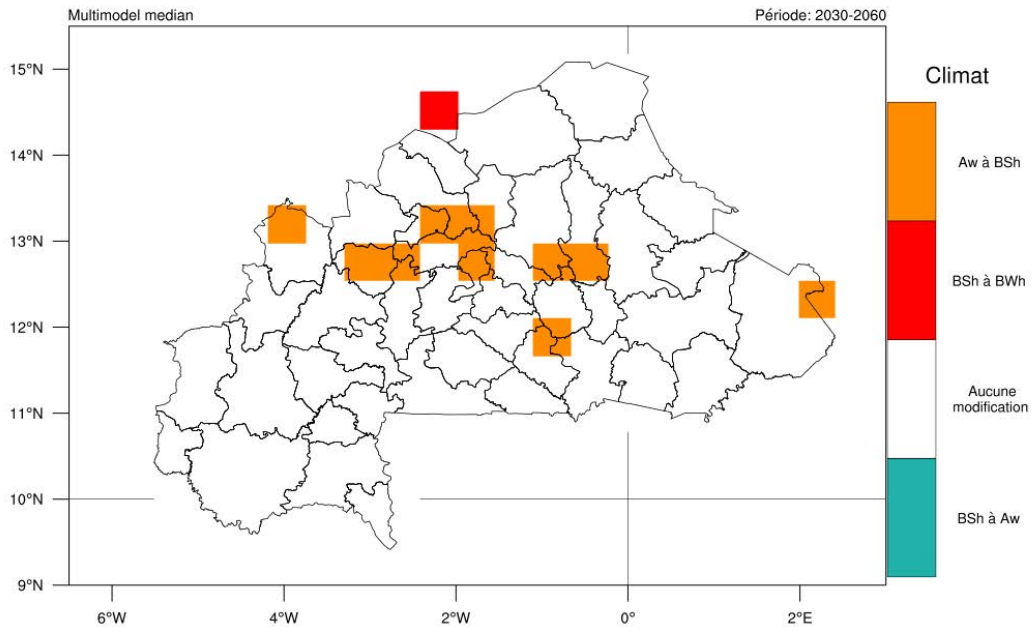 Multimodel median
Période: 2030-2060
15°N
14°N
13°N
12°N
11°N
10°N
9°N
6°W
4°W
2°W
0°
2°E
Climat
Aw à BSh
BSh à BWh
Aucune
modification
BSh à Aw